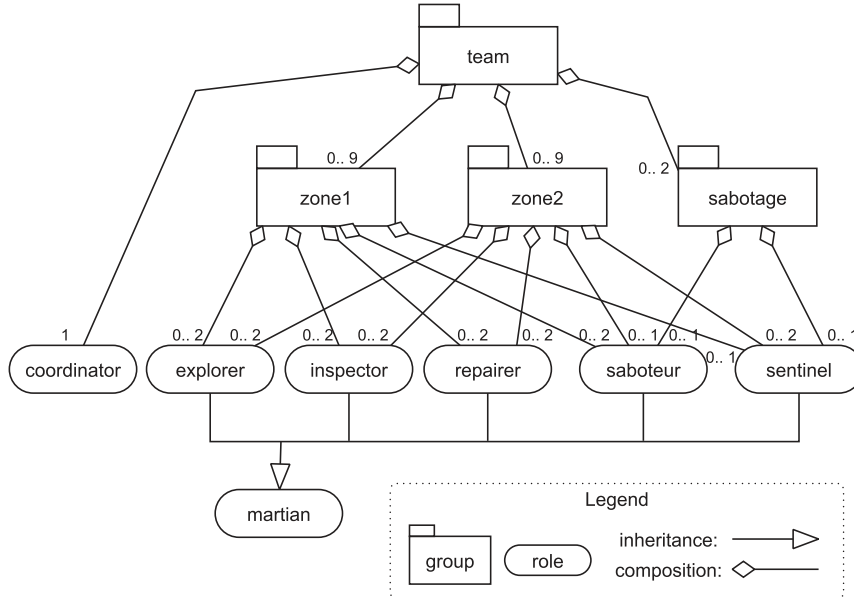 team
0.. 9
0.. 9
0.. 2
zone1
zone2
sabotage
1
0.. 2
0.. 2
0.. 2
0.. 2
0.. 2
0.. 2
0.. 2
0.. 1
0.. 1
0.. 1
0.. 2
0.. 1
coordinator
explorer
inspector
repairer
saboteur
sentinel
martian
Legend
group
role
inheritance:
composition: